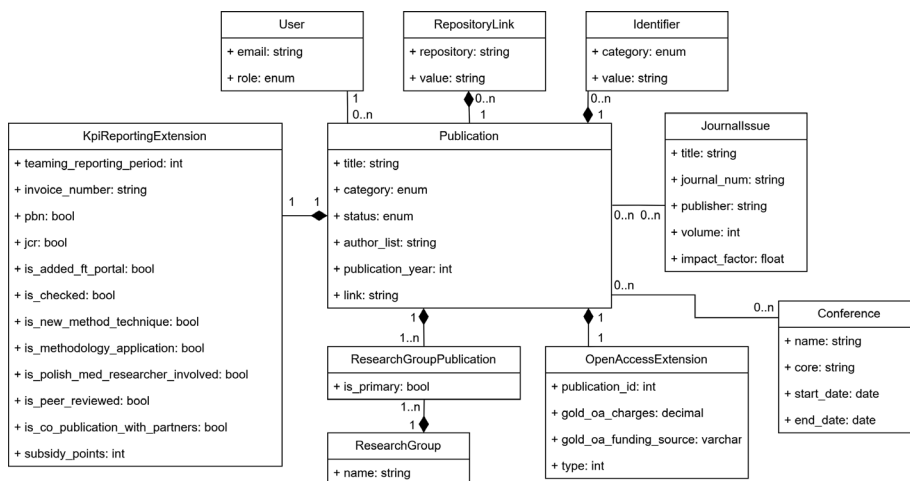 User
+ email: string
+ role: enum
RepositoryLink
+ repository: string
+ value: string
Identifier
+ category: enum
+ value: string
1
0..n
0..n
1
0..n
1
KpiReportingExtension
+ teaming_reporting_period: int
+ invoice_number: string
+ pbn: bool
+ jcr: bool
+ is_added_ft_portal: bool
+ is_checked: bool
+ is_new_method_technique: bool
+ is_methodology_application: bool
+ is_polish_med_researcher_involved: bool
+ is_peer_reviewed: bool
+ is_co_publication_with_partners: bool
+ subsidy_points: int
1
1
Publication
+ title: string
+ category: enum
+ status: enum
+ author_list: string
+ publication_year: int
+ link: string
0..n
0..n
JournalIssue
+ title: string
+ journal_num: string
+ publisher: string
+ volume: int
+ impact_factor: float
0..n
0..n
Conference
+ name: string
+ core: string
+ start_date: date
+ end_date: date
1
1..n
ResearchGroupPublication
+ is_primary: bool
1..n
1
ResearchGroup
+ name: string
1
1
OpenAccessExtension
+ publication_id: int
+ gold_oa_charges: decimal
+ gold_oa_funding_source: varchar
+ type: int